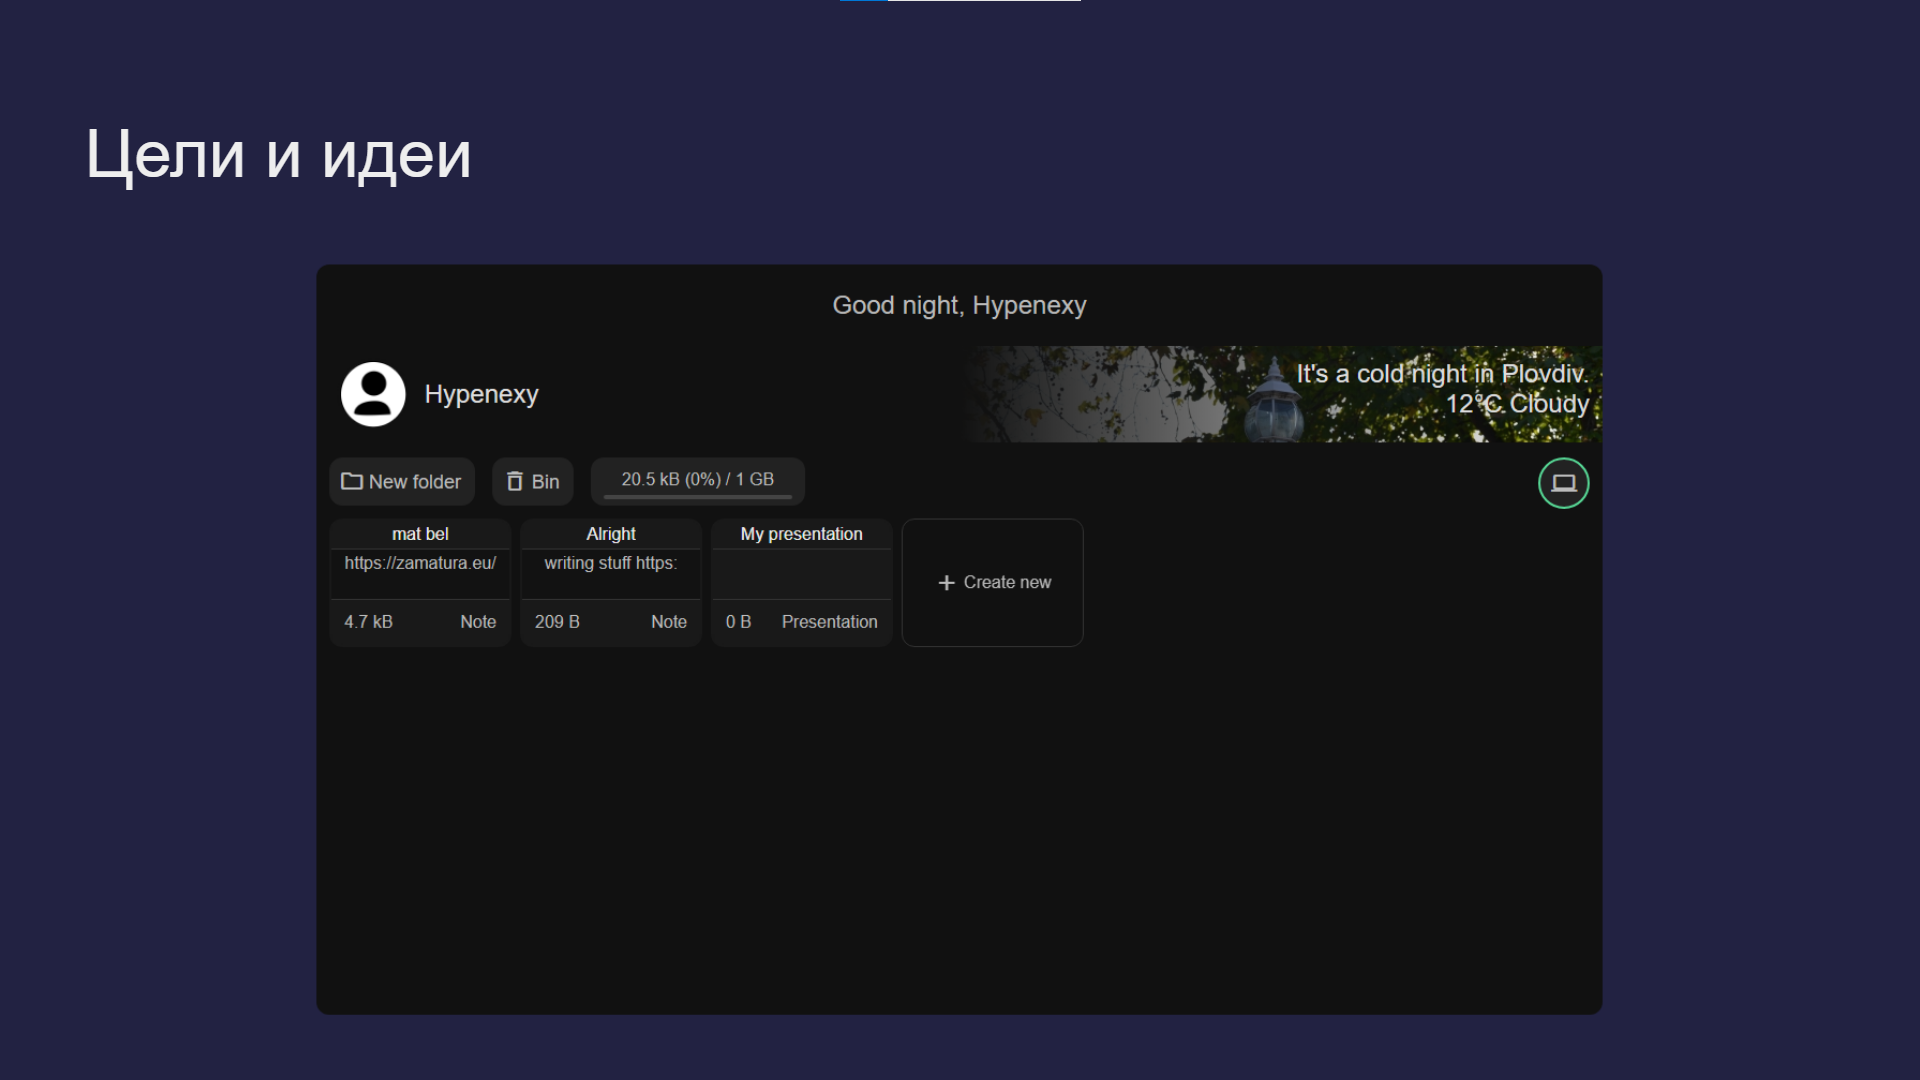 Цели и идеи
Good night, Hypenexy
Hypenexy
It's a cold night in Plovdiv.
12°C Cloudy
New folder
Bin
20.5 kB (0%) / 1 GB
mat bel
https://zamatura.eu/
4.7 kB
Note
Alright
writing stuff https:
209 B
Note
My presentation
0 B
Presentation
Create new